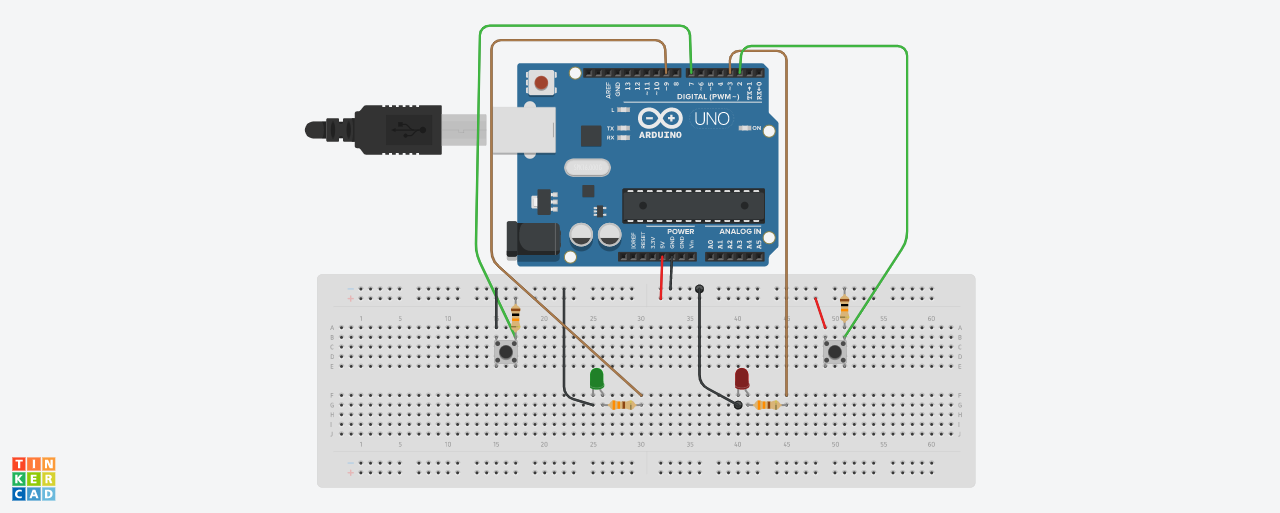 AREF
GND
13
12
~11
~10
~9
8
7
~6
~5
4
~3
2
TX→1
RX←0
DIGITAL (PWM~)
L
TX
RX
ARDUINO
UNO
ON
POWER
ANALOG IN
IOREF
RESET
3.3V
5V
GND
GND
Vin
A0
A1
A2
A3
A4
A5
1 5 10 15 20 25 30 35 40 45 50 55 60
A A
B B
C C
D D
E E
F F
G G
H H
I I
J J
1 5 10 15 20 25 30 35 40 45 50 55 60
TIN
KER
CAD